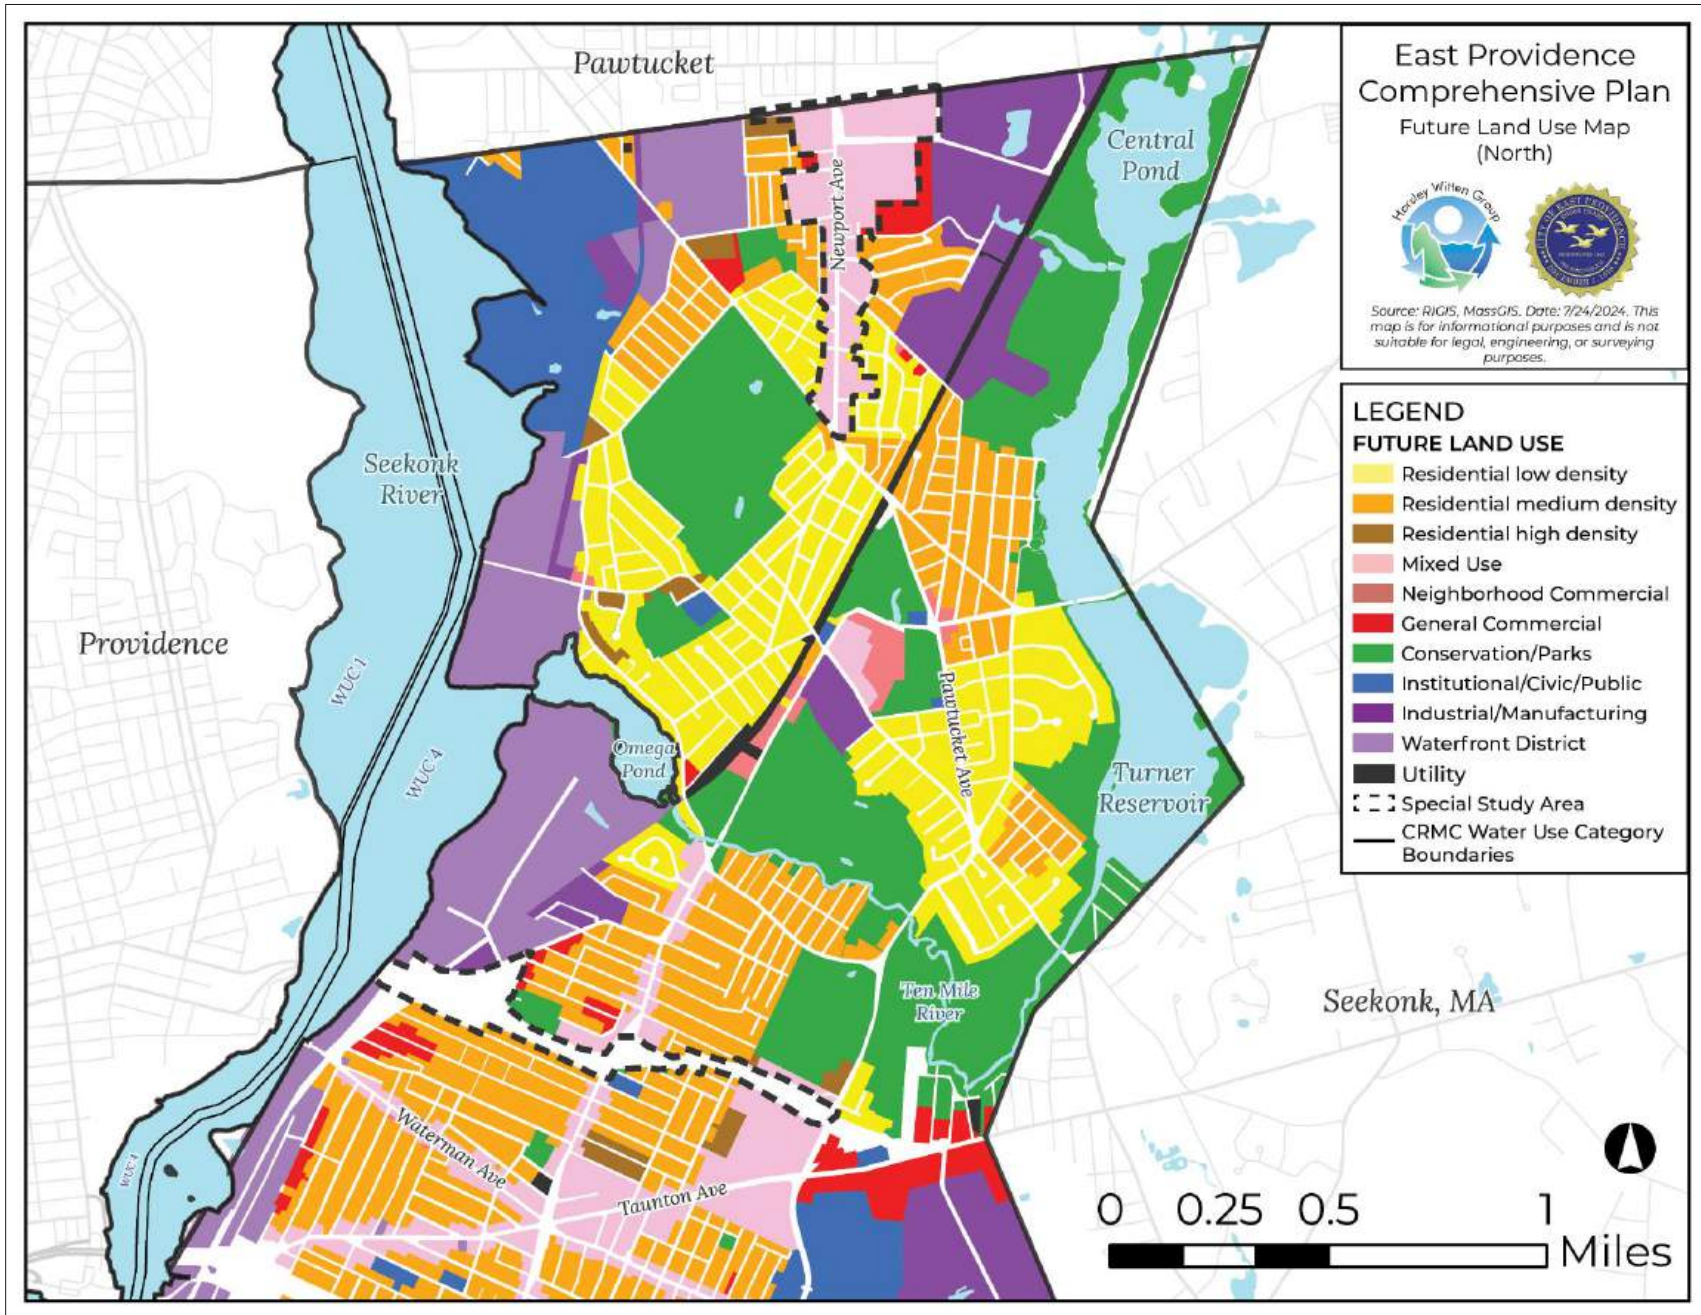 East Providence
Comprehensive Plan
Future Land Use Map
(North)
Horsley Witten Group
Source: RIGIS, MassGIS. Date: 7/24/2024. This
map is for informational purposes and is not
suitable for legal, engineering, or surveying
purposes.
LEGEND
FUTURE LAND USE
Residential low density
Residential medium density
Residential high density
Mixed Use
Neighborhood Commercial
General Commercial
Conservation/Parks
Institutional/Civic/Public
Industrial/Manufacturing
Waterfront District
Utility
Special Study Area
CRMC Water Use Category
Boundaries
Pawtucket
Central
Pond
Newport Ave
Seekonk
River
Providence
WUC 1
WUC 4
Omega
Pond
Pawtucket Ave
Turner
Reservoir
Ten Mile
River
Seekonk, MA
Waterman Ave
Taunton Ave
WUC 4
0 0.25 0.5 1
Miles